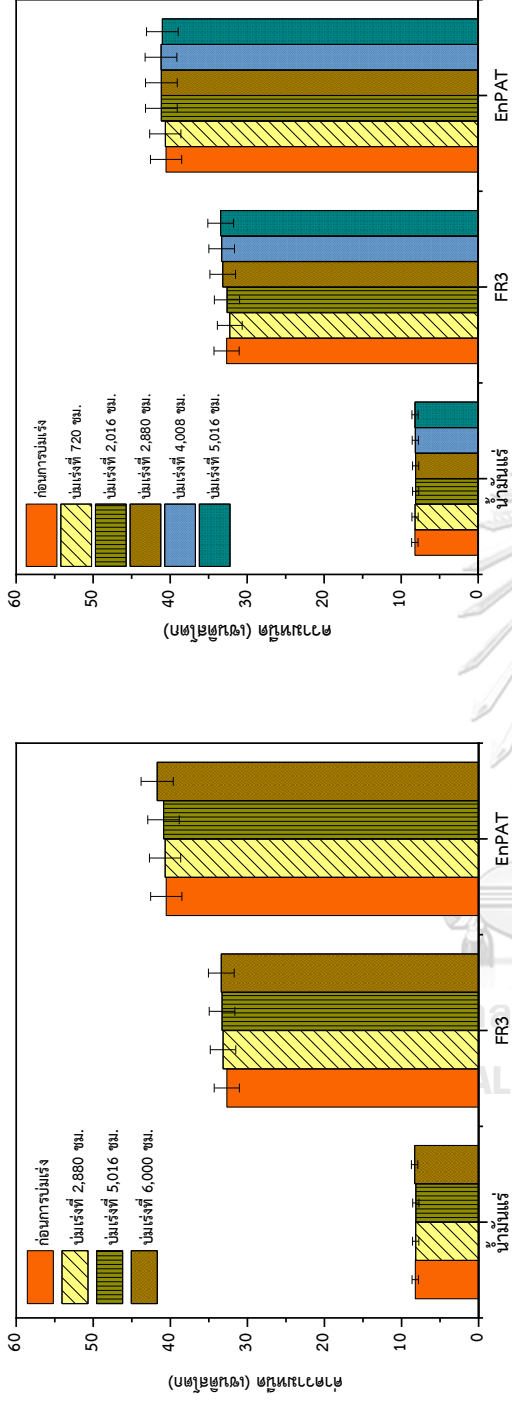 60
50
40
30
20
10
0
ค่าความหนืด (เซนติสโตก)
ก่อนการบ่มเร่ง
บ่มเร่งที่ 2,880 ชม.
บ่มเร่งที่ 5,016 ชม.
บ่มเร่งที่ 6,000 ชม.
น้ำมันแร่
FR3
EnPAT
60
50
40
30
20
10
0
ความหนืด (เซนติสโตก)
ก่อนการบ่มเร่ง
บ่มเร่งที่ 720 ชม.
บ่มเร่งที่ 2,016 ชม.
บ่มเร่งที่ 2,880 ชม.
บ่มเร่งที่ 4,008 ชม.
บ่มเร่งที่ 5,016 ชม.
น้ำมันแร่
FR3
EnPAT